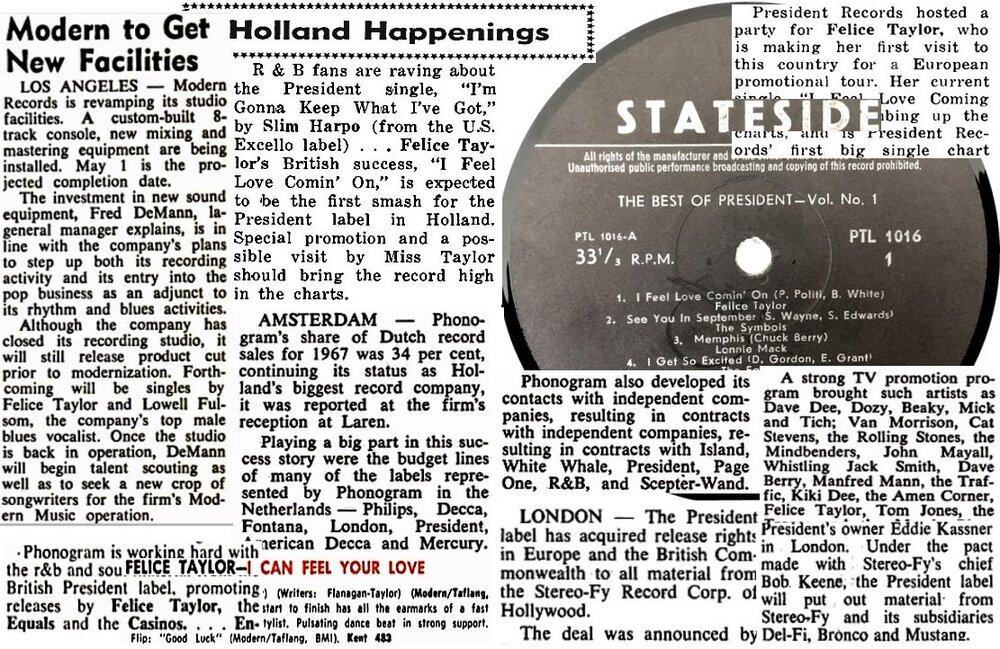 Modern to Get
New Facilities
LOS ANGELES — Modern
Records is revamping its studio
facilities. A custom-built 8-
track console, new mixing and
mastering equipment are being
installed. May 1 is the pro-
jected completion date.
The investment in new sound
equipment, Fred DeMann, la-
general manager explains, is in
line with the company's plans
to step up both its recording
activity and its entry into the
pop business as an adjunct to
its rhythm and blues activities.
Although the company has
closed its recording studio, it
will still release product cut
prior to modernization. Forth-
coming will be singles by
Felice Taylor and Lowell Ful-
som, the company's top male
blues vocalist. Once the studio
is back in operation, DeMann
will begin talent scouting as
well as to seek a new crop of
songwriters for the firm's Mod-
ern Music operation.
Phonogram is working hard with
the r&b and sou
British President label, promoting
releases by Felice Taylor, the
Equals and the Casinos. . . . En-
Holland Happenings
R & B fans are raving about
the President single, "I'm
Gonna Keep What I've Got,"
by Slim Harpo (from the U.S.
Excello label) . . . Felice Tay-
lor's British success, "I Feel
Love Comin' On," is expected
to be the first smash for the
President label in Holland.
Special promotion and a pos-
sible visit by Miss Taylor
should bring the record high
in the charts.
AMSTERDAM — Phono-
gram's share of Dutch record
sales for 1967 was 34 per cent,
continuing its status as Hol-
land's biggest record company,
it was reported at the firm's
reception at Laren.
Playing a big part in this suc-
cess story were the budget lines
of many of the labels repre-
sented by Phonogram in the
Netherlands — Philips, Decca,
Fontana, London, President,
American Decca and Mercury.
FELICE TAYLOR—I CAN FEEL YOUR LOVE
) (Writers: Flanagan-Taylor) (Modern/Taflang,
start to finish has all the earmarks of a fast
tylist. Pulsating dance beat in strong support.
Flip: "Good Luck" (Modern/Taflang, BMI). Kent 483
President Records hosted a
party for Felice Taylor, who
is making her first visit to
this country for a European
promotional tour. Her current
single, "I Feel Love Coming
bing up the
charts, and is President Rec-
ords' first big single chart
STATESIDE
All rights of the manufacturer and
Unauthorised public performance broadcasting and copying of this record prohibited.
THE BEST OF PRESIDENT—Vol. No. 1
PTL 1016-A
33 1/3 R.P.M.
PTL 1016
1
1. I Feel Love Comin' On (P. Politi, B. White)
Felice Taylor
2. See You In September (S. Wayne, S. Edwards)
The Symbols
3. Memphis (Chuck Berry)
Lonnie Mack
4. I Get So Excited (D. Gordon, E. Grant)
Phonogram also developed its
contacts with independent com-
panies, resulting in contracts
with independent companies, re-
sulting in contracts with Island,
White Whale, President, Page
One, R&B, and Scepter-Wand.
LONDON — The President
label has acquired release rights
in Europe and the British Com-
monwealth to all material from
the Stereo-Fy Record Corp. of
Hollywood.
The deal was announced by
A strong TV promotion pro-
gram brought such artists as
Dave Dee, Dozy, Beaky, Mick
and Tich; Van Morrison, Cat
Stevens, the Rolling Stones, the
Mindbenders, John Mayall,
Whistling Jack Smith, Dave
Berry, Manfred Mann, the Traf-
fic, Kiki Dee, the Amen Corner,
Felice Taylor, Tom Jones, the
President's owner Eddie Kassner
in London. Under the pact
made with Stereo-Fy's chief
Bob Keene, the President label
will put out material from
Stereo-Fy and its subsidiaries
Del-Fi, Bronco and Mustang.